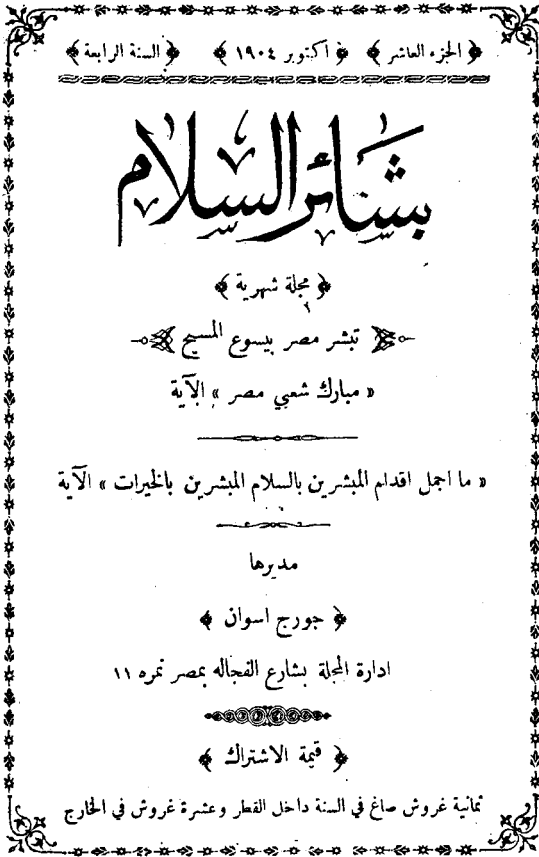 ﴿ الجزء العاشر ﴾ ﴿ اكتوبر ١٩٠٤ ﴾ ﴿ السنة الرابعة ﴾
بشائر السلام
﴿ مجلة شهرية ﴾
تبشر مصر بيسوع المسيح
« مبارك شعبي مصر » الآية
« ما اجمل اقدام المبشرين بالسلام المبشرين بالخيرات » الآية
مديرها
﴿ جورج اسوان ﴾
ادارة المجلة بشارع الفجاله بمصر نمره ١١
﴿ قيمة الاشتراك ﴾
ثمانية غروش صاغ في السنة داخل القطر وعشرة غروش في الخارج